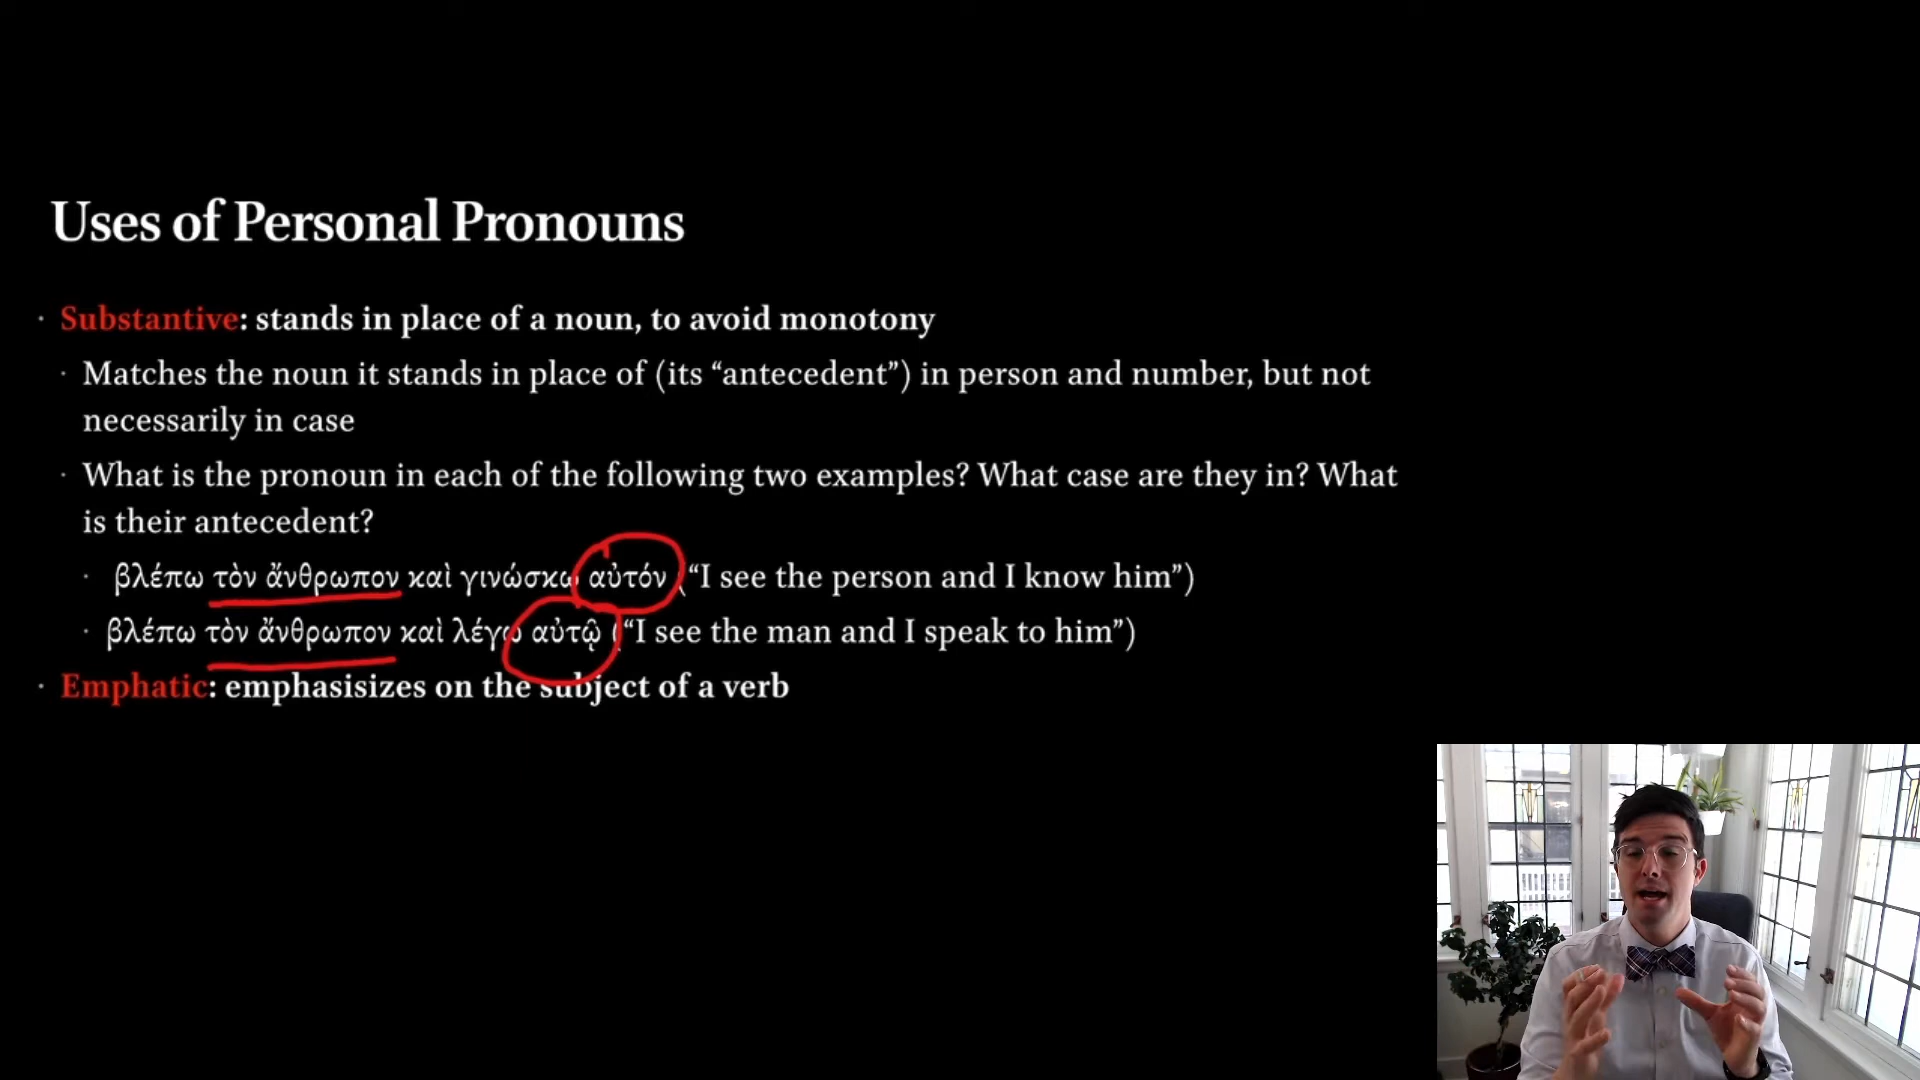 Uses of Personal Pronouns
· Substantive: stands in place of a noun, to avoid monotony
· Matches the noun it stands in place of (its “antecedent”) in person and number, but not
necessarily in case
· What is the pronoun in each of the following two examples? What case are they in? What
is their antecedent?
· βλέπω τὸν ἄνθρωπον καὶ γινώσκω αὐτόν (“I see the person and I know him”)
· βλέπω τὸν ἄνθρωπον καὶ λέγω αὐτῷ (“I see the man and I speak to him”)
· Emphatic: emphasisizes on the subject of a verb